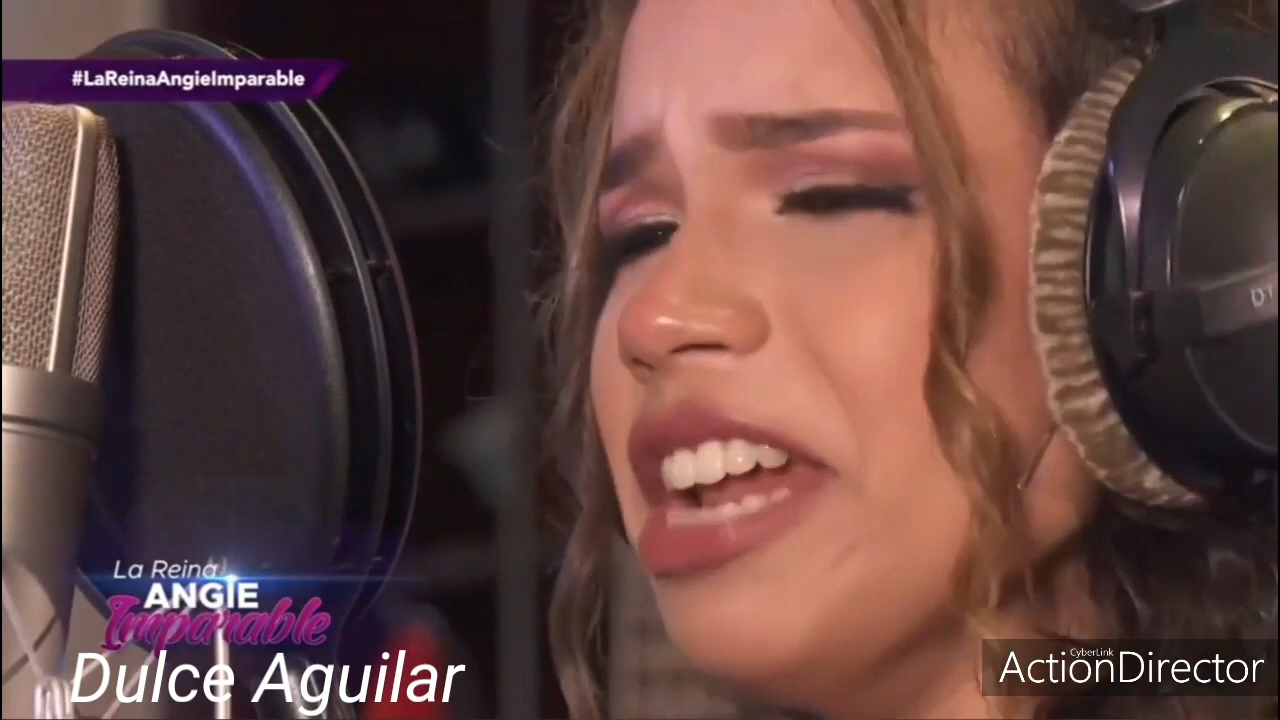 #LaReinaAngieImparable
La Reina
ANGIE
Imparable
Dulce Aguilar
CyberLink
ActionDirector